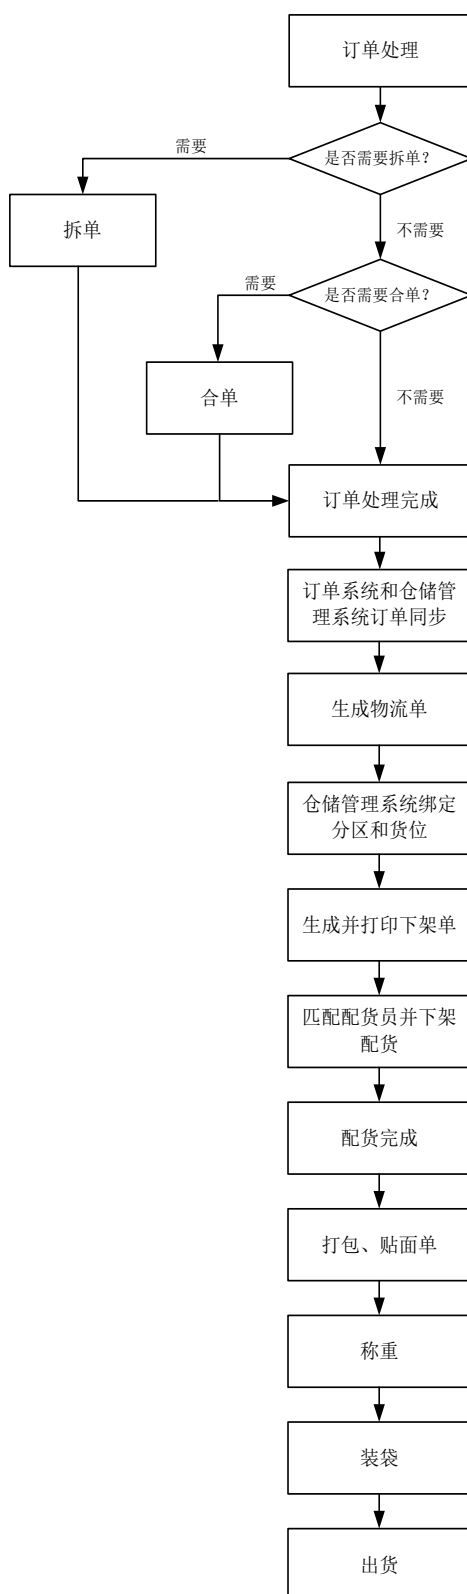 订单处理
需要
是否需要拆单？
拆单
不需要
需要
是否需要合单？
合单
不需要
订单处理完成
订单系统和仓储管
理系统订单同步
生成物流单
仓储管理系统绑定
分区和货位
生成并打印下架单
匹配配货员并下架
配货
配货完成
打包、贴面单
称重
装袋
出货